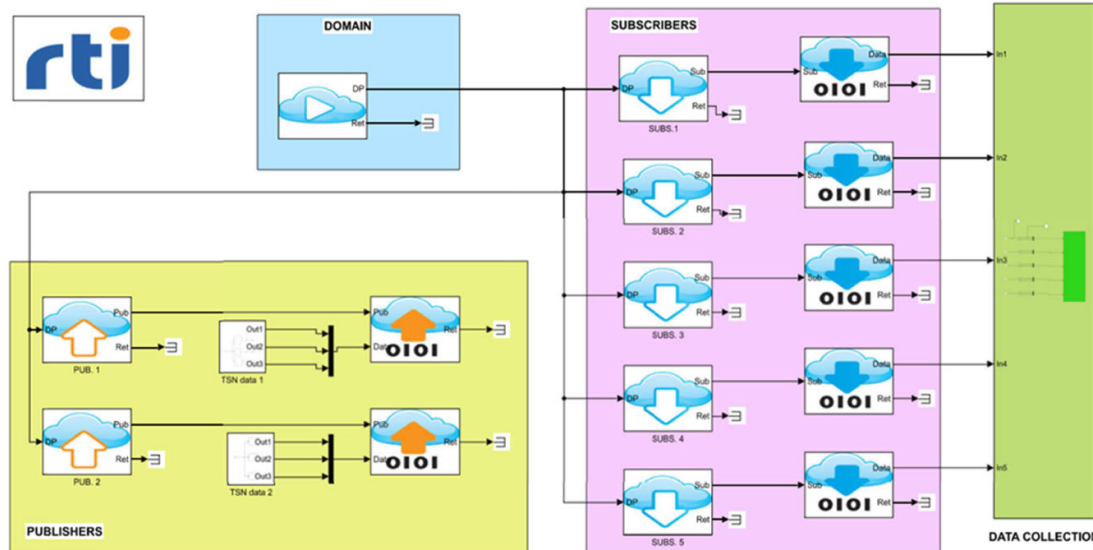 rti
DOMAIN
DP
Ret
SUBSCRIBERS
DP
Sub
Ret
SUBS.1
Sub
Data
Ret
OIOI
In1
DP
Sub
Ret
SUBS. 2
Sub
Data
Ret
OIOI
In2
DP
Sub
Ret
SUBS. 3
Sub
Data
Ret
OIOI
In3
DP
Sub
Ret
SUBS. 4
Sub
Data
Ret
OIOI
In4
DP
Sub
Ret
SUBS. 5
Sub
Data
Ret
OIOI
In5
DATA COLLECTION
DP
Pub
Ret
PUB. 1
Out1
Out2
Out3
TSN data 1
Pub
Data
Ret
OIOI
DP
Pub
Ret
PUB. 2
Out1
Out2
Out3
TSN data 2
Pub
Data
Ret
OIOI
PUBLISHERS